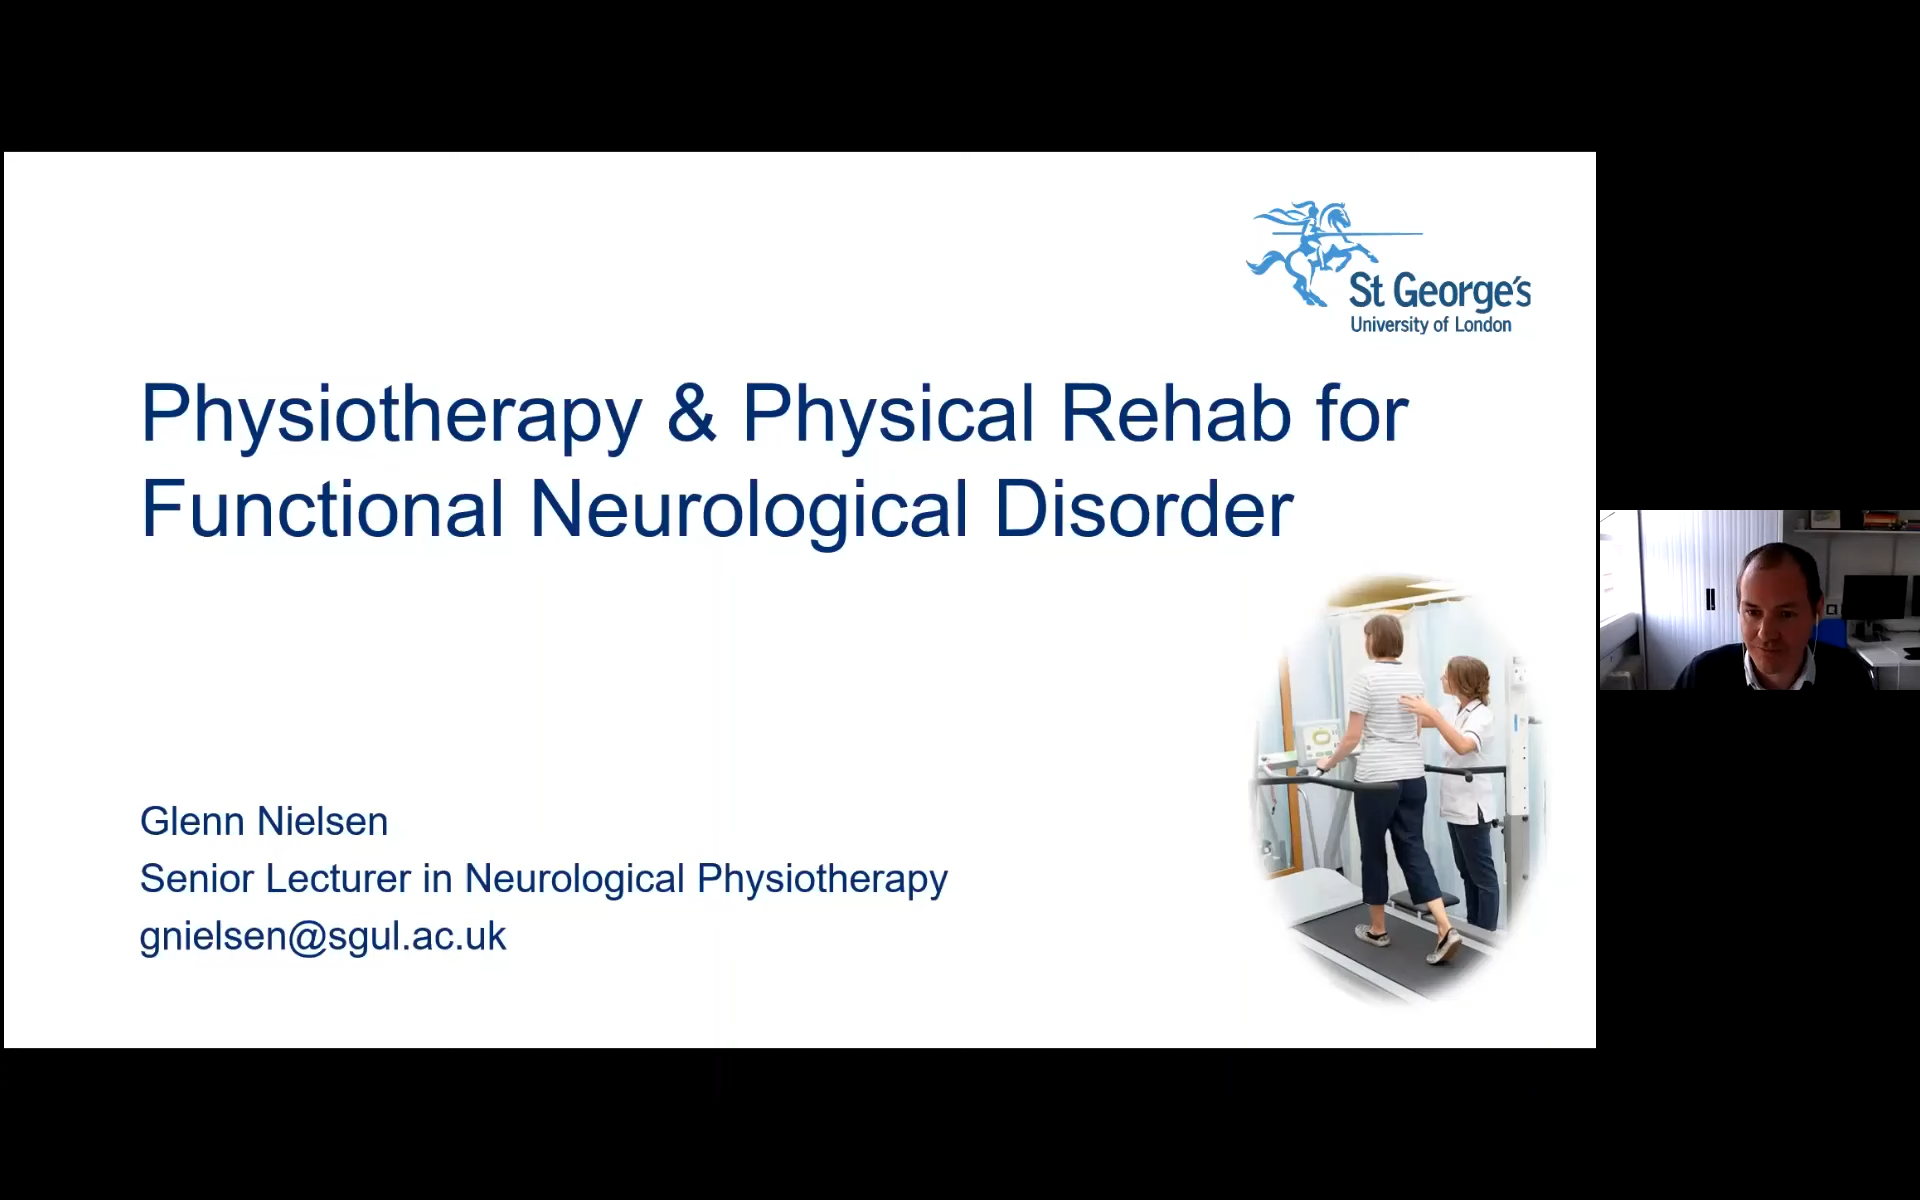 St George's
University of London
Physiotherapy & Physical Rehab for
Functional Neurological Disorder
Glenn Nielsen
Senior Lecturer in Neurological Physiotherapy
gnielsen@sgul.ac.uk